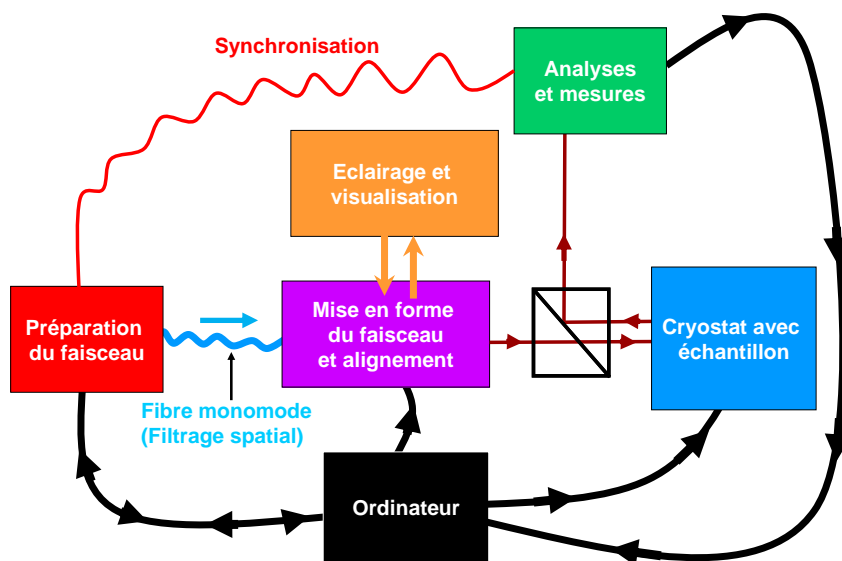 Synchronisation
Analyses
et mesures
Eclairage et
visualisation
Préparation
du faisceau
Mise en forme
du faisceau
et alignement
Cryostat avec
échantillon
Fibre monomode
(Filtrage spatial)
Ordinateur